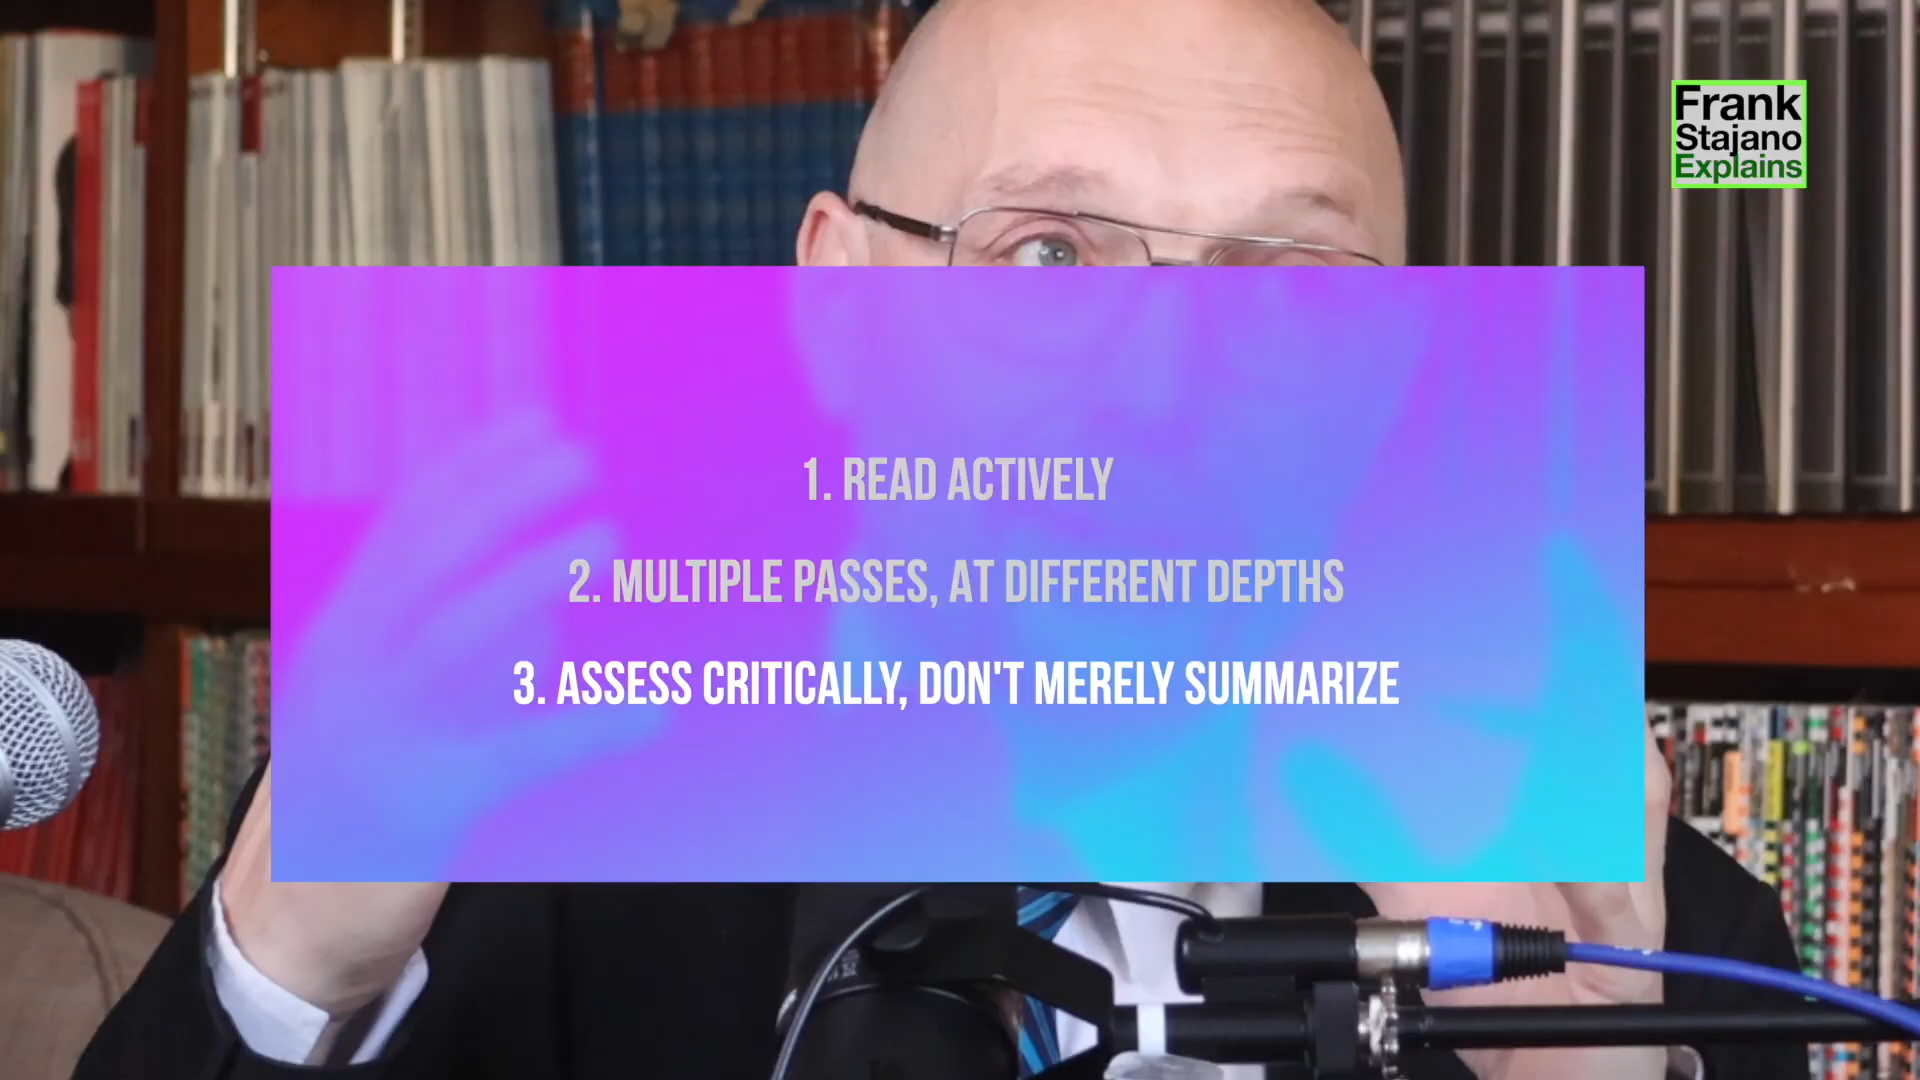 Frank
Stajano
Explains
1. READ ACTIVELY
2. MULTIPLE PASSES, AT DIFFERENT DEPTHS
3. ASSESS CRITICALLY, DON'T MERELY SUMMARIZE